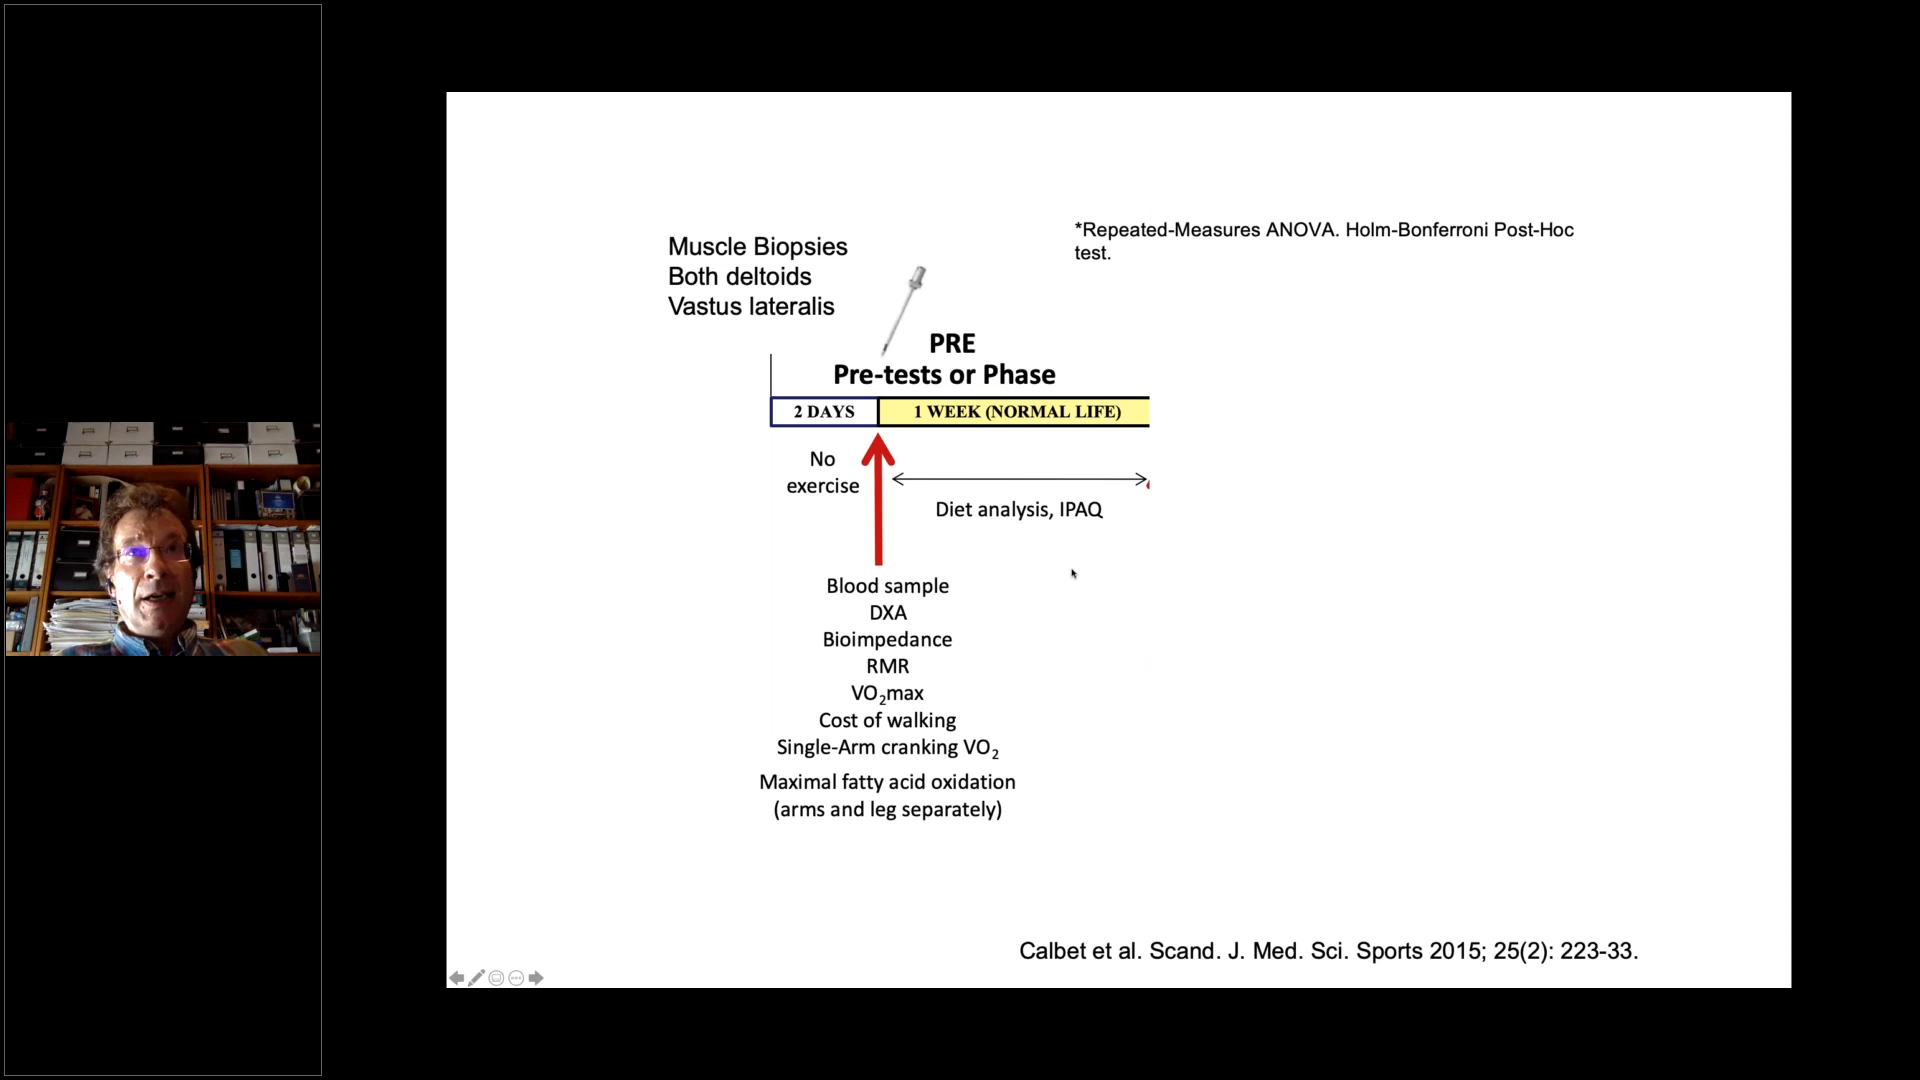 Muscle Biopsies
Both deltoids
Vastus lateralis
*Repeated-Measures ANOVA. Holm-Bonferroni Post-Hoc
test.
PRE
Pre-tests or Phase
2 DAYS
1 WEEK (NORMAL LIFE)
No
exercise
Diet analysis, IPAQ
Blood sample
DXA
Bioimpedance
RMR
VO₂max
Cost of walking
Single-Arm cranking VO₂
Maximal fatty acid oxidation
(arms and leg separately)
Calbet et al. Scand. J. Med. Sci. Sports 2015; 25(2): 223-33.